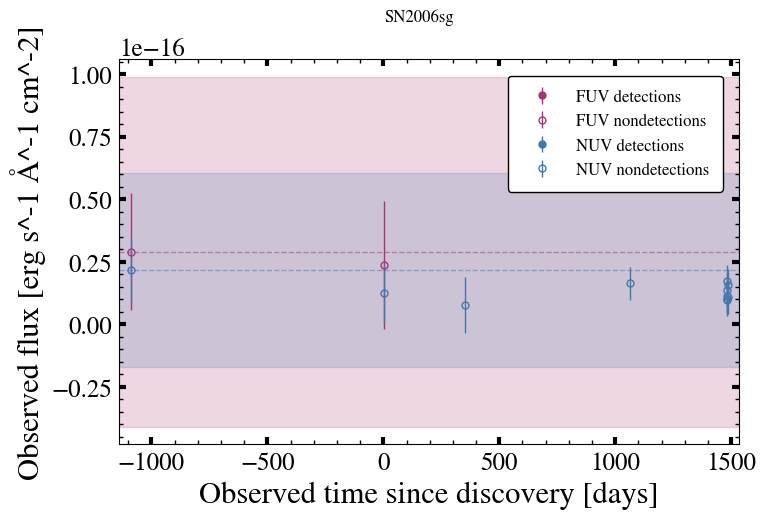 SN2006sg
1e−16
1.00
0.75
0.50
0.25
0.00
−0.25
Observed flux [erg s^-1 Å^-1 cm^-2]
FUV detections
FUV nondetections
NUV detections
NUV nondetections
−1000
−500
0
500
1000
1500
Observed time since discovery [days]